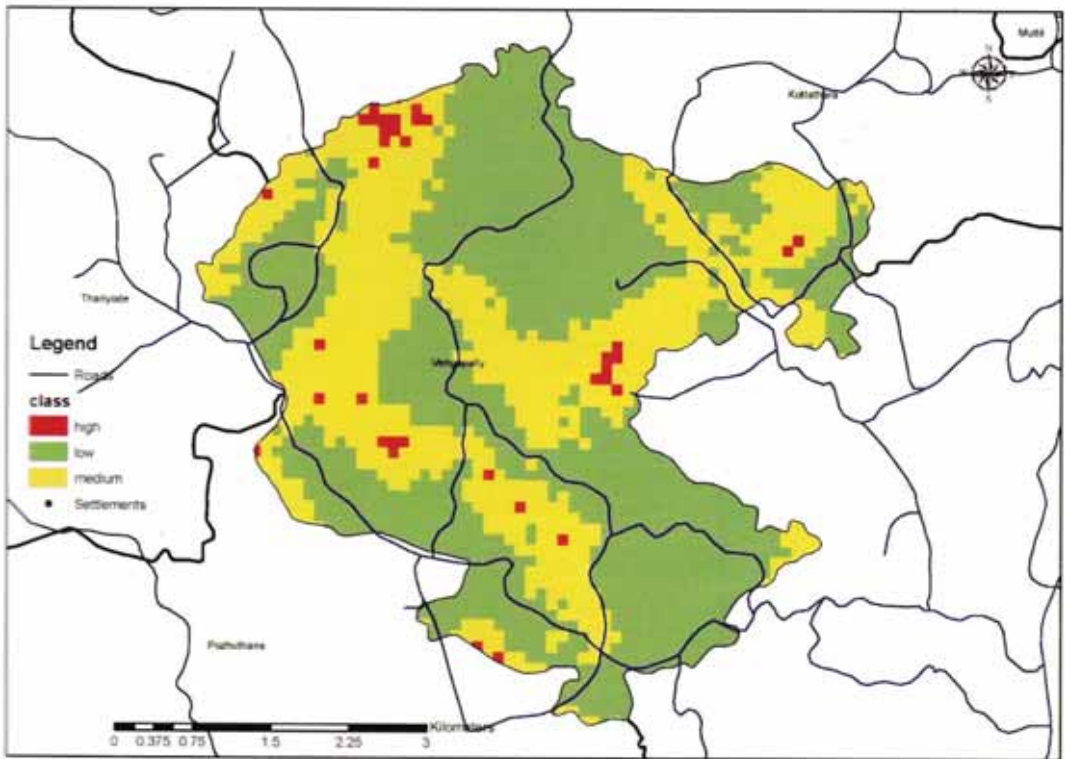 Muttil
N
S
Kottathara
Thariyode
Legend
Roads
class
high
low
medium
Settlements
Pozhuthana
Kilometers
0 0.375 0.75 1.5 2.25 3